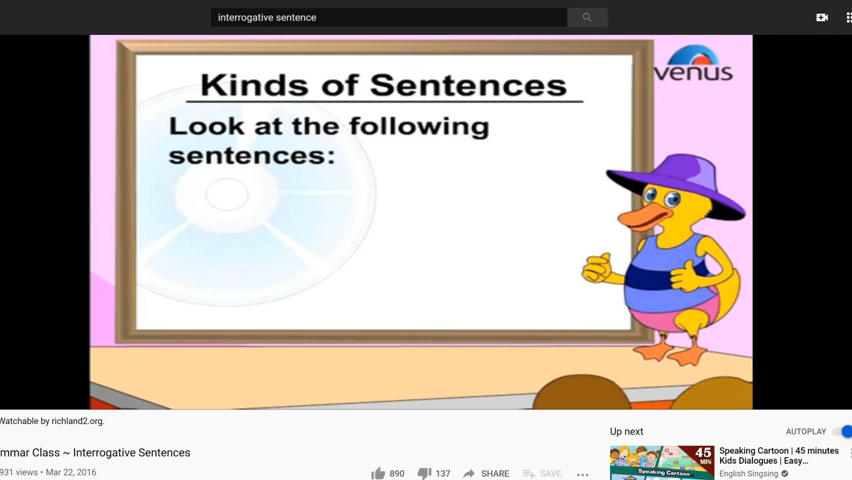 interrogative sentence
Kinds of Sentences
venus
Look at the following
sentences:
Watchable by richland2.org.
mmar Class ~ Interrogative Sentences
931 views • Mar 22, 2016
890
137
SHARE
SAVE
Up next
AUTOPLAY
45
MIN
Speaking Cartoon
Speaking Cartoon | 45 minutes
Kids Dialogues | Easy...
English Singsing